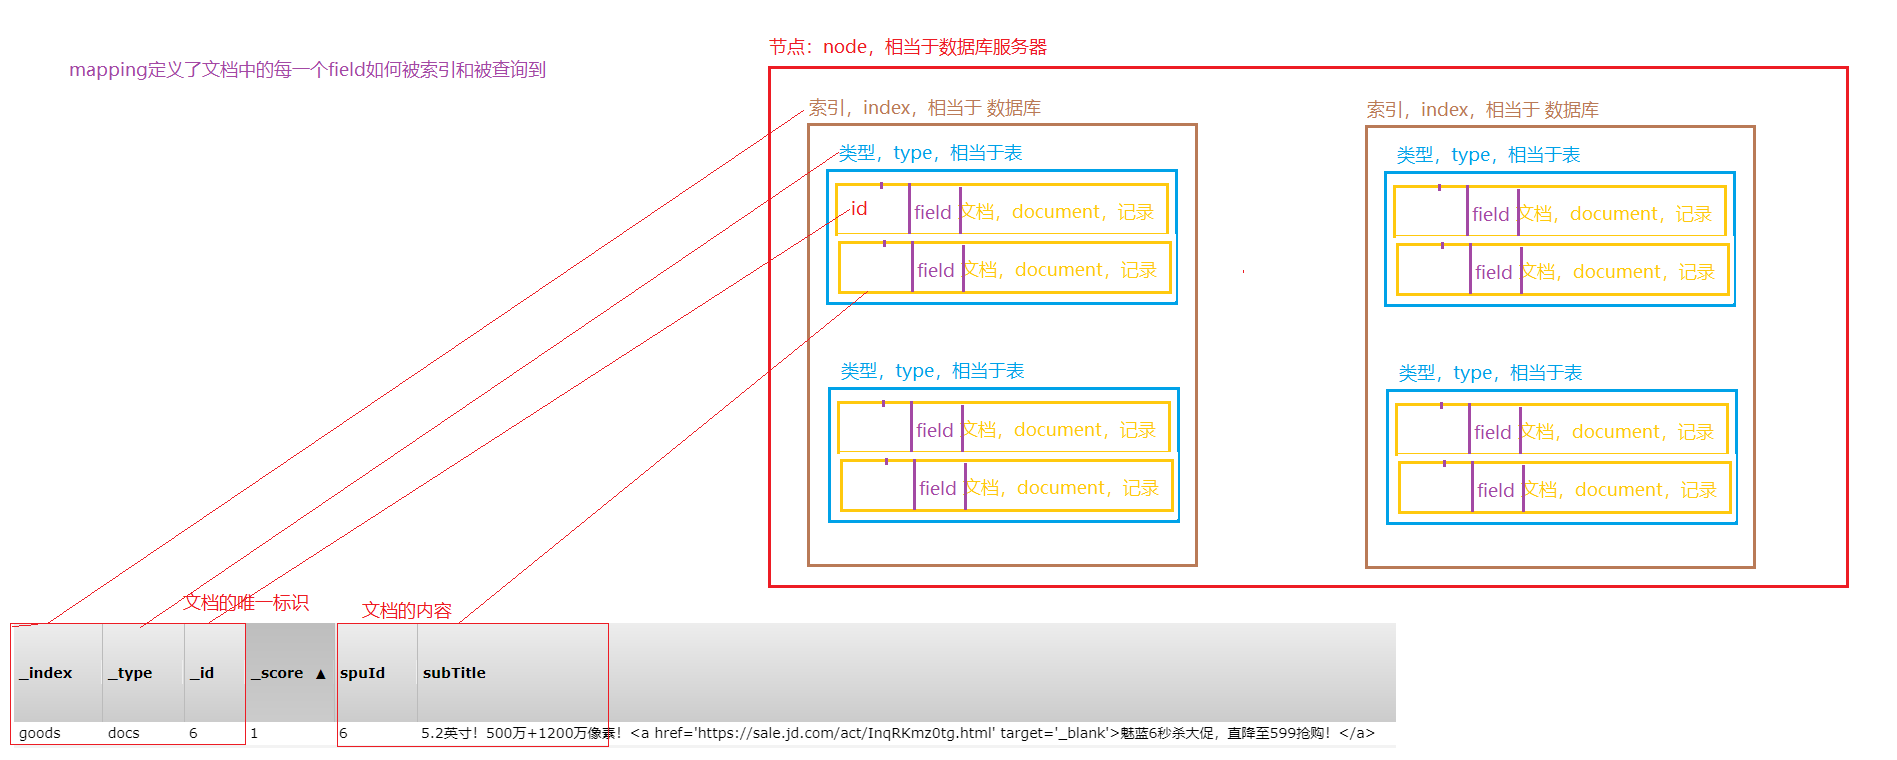 mapping定义了文档中的每一个field如何被索引和被查询到
节点：node，相当于数据库服务器
索引，index，相当于 数据库
类型，type，相当于表
id
field
文档，document，记录
field
文档，document，记录
类型，type，相当于表
field
文档，document，记录
field
文档，document，记录
索引，index，相当于 数据库
类型，type，相当于表
field
文档，document，记录
field
文档，document，记录
类型，type，相当于表
field
文档，document，记录
field
文档，document，记录
文档的唯一标识
文档的内容
_index _type _id _score ▲ spuId subTitle
goods docs 6 1 6 5.2英寸！500万+1200万像素！<a href='https://sale.jd.com/act/InqRKmz0tg.html' target='_blank'>魅蓝6秒杀大促，直降至599抢购！</a>